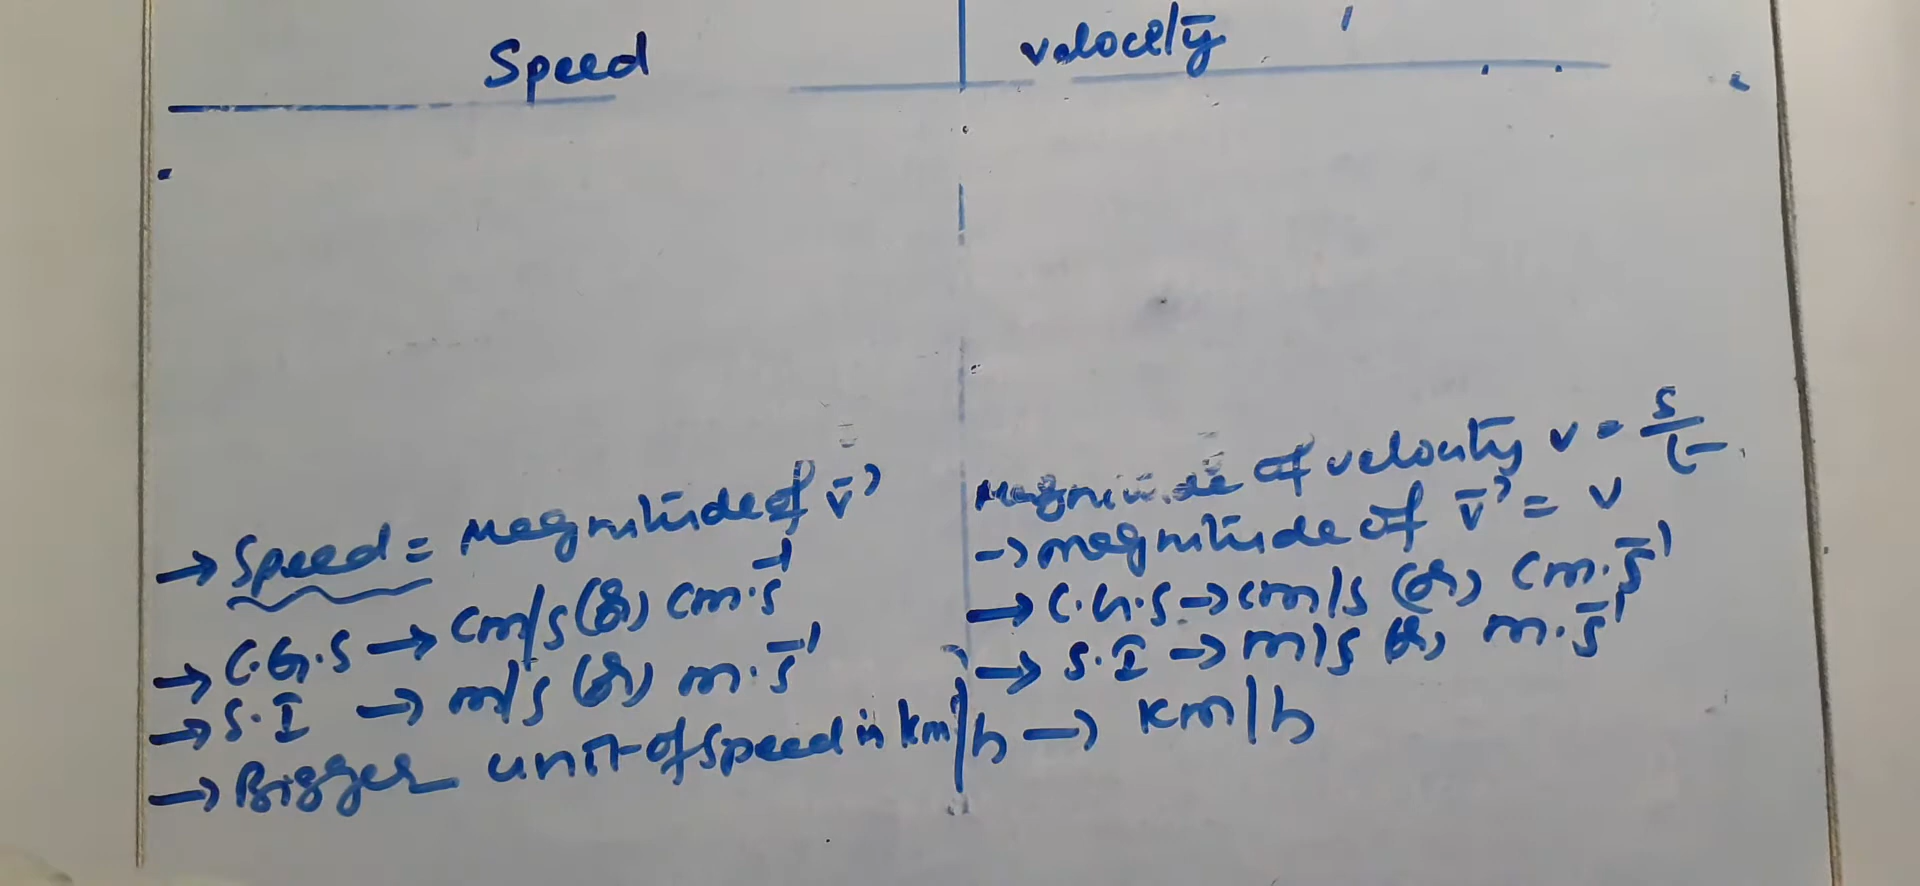 Speed
velocity
→ Speed = Magnitude of v⃗
→ C.G.S → cm/s (or) cm.s⁻¹
→ S.I → m/s (or) m.s⁻¹
→ Bigger unit of speed is km/h
Magnitude of velocity v = s/t
→ magnitude of v⃗ = v
→ C.G.S → cm/s (or) cm.s⁻¹
→ S.I → m/s (or) m.s⁻¹
→ km/h